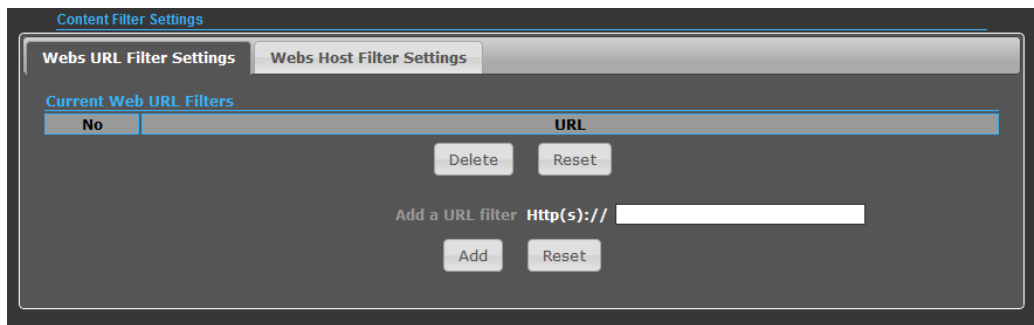 Content Filter Settings
Webs URL Filter Settings Webs Host Filter Settings
Current Web URL Filters
No URL
Delete Reset
Add a URL filter Http(s)://
Add Reset